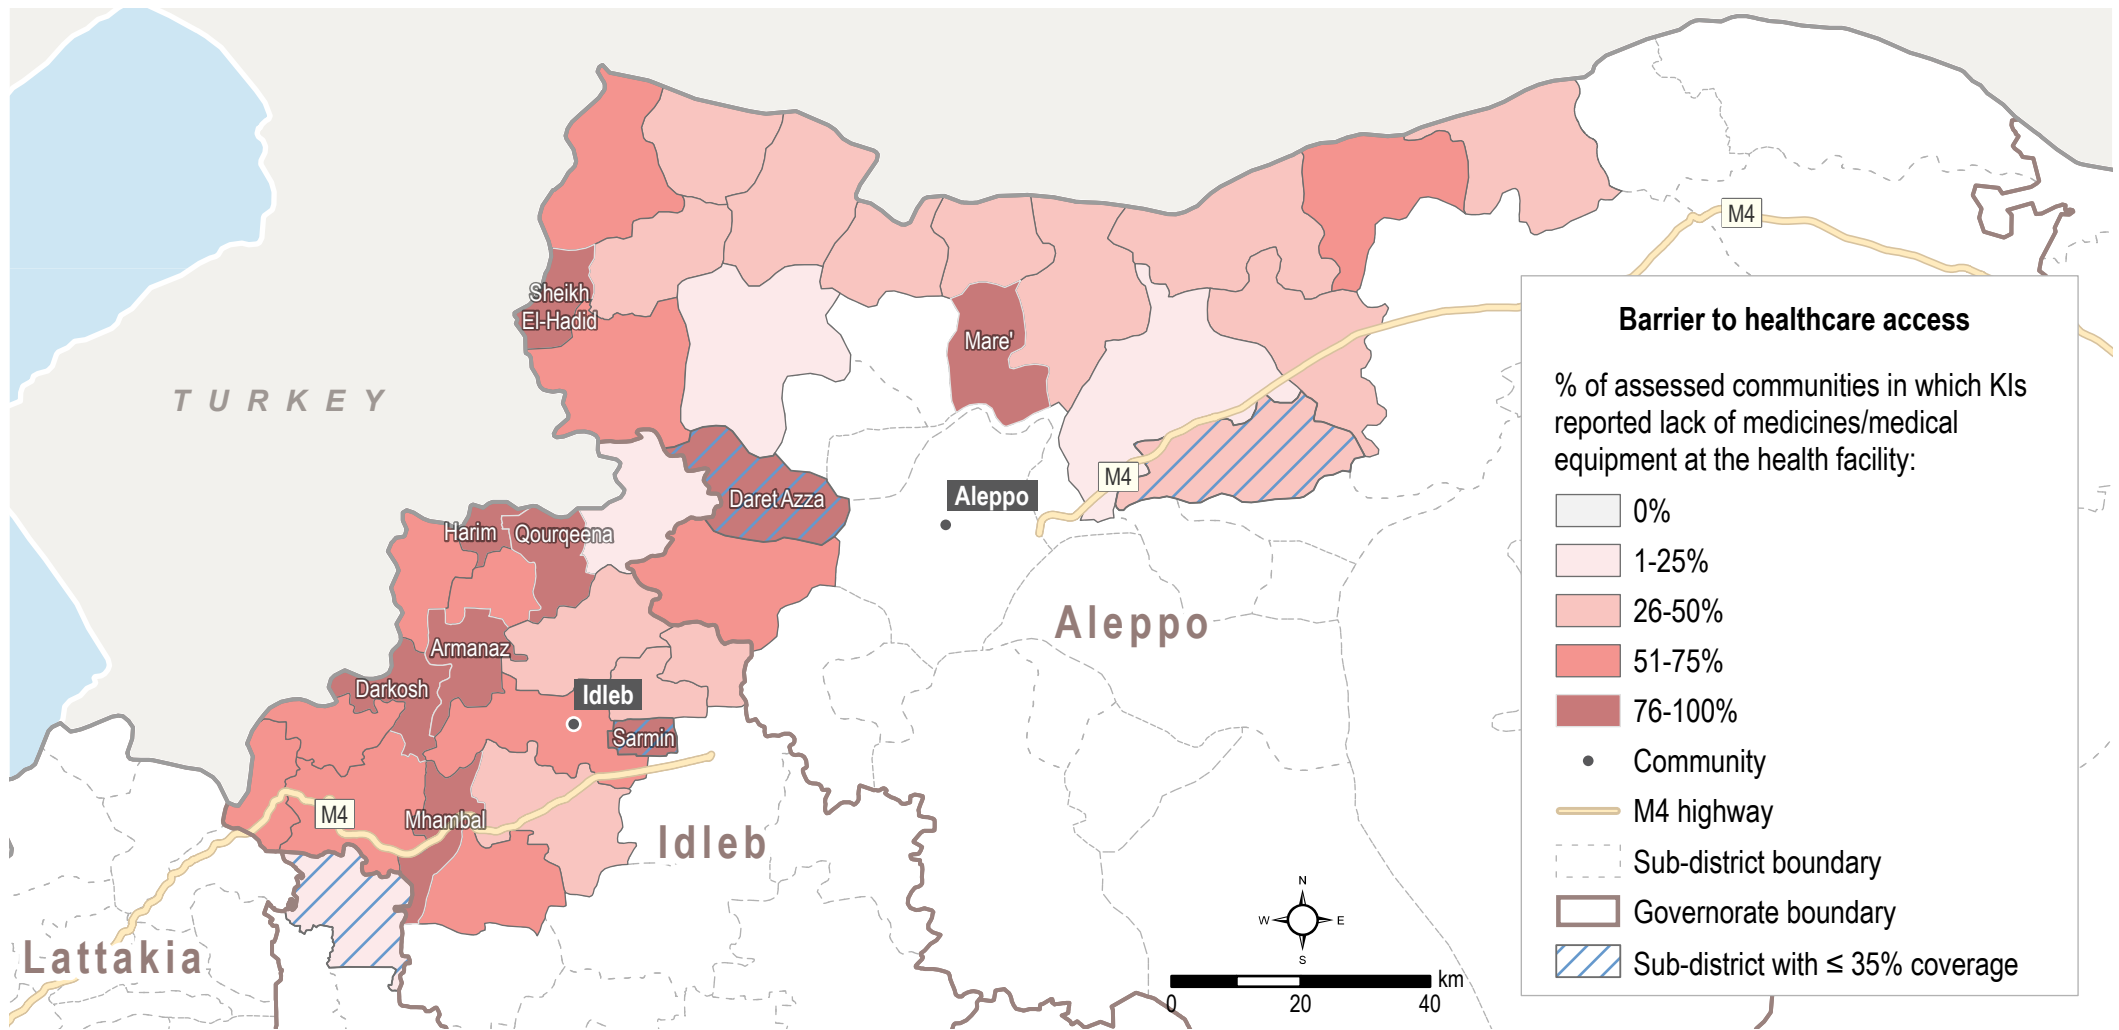 M4
Sheikh
El-Hadid
Mare'
TURKEY
M4
Daret Azza
Aleppo
Harim
Qourqeena
Aleppo
Armanaz
Darkosh
Idleb
Sarmin
M4
Mhambal
Idleb
Lattakia
N
W
E
S
km
0
20
40
Barrier to healthcare access
% of assessed communities in which KIs
reported lack of medicines/medical
equipment at the health facility:
0%
1-25%
26-50%
51-75%
76-100%
Community
M4 highway
Sub-district boundary
Governorate boundary
Sub-district with ≤ 35% coverage